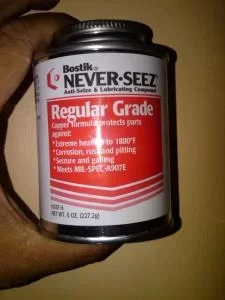 Bostik®
NEVER·SEEZ®
Anti-Seize & Lubricating Compound
Regular Grade
Copper formula protects parts
against:
*Extreme heat to 1800°F
*Corrosion, rust and pitting
*Seizure and galling
*Meets MIL-SPEC-A907E
NET WT. 8 OZ. (227.2g)